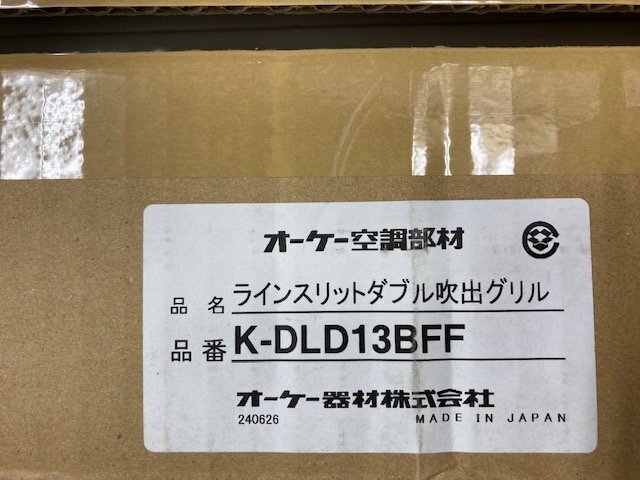 オーケー空調部材
品名 ラインスリットダブル吹出グリル
品番 K-DLD13BFF
オーケー器材株式会社
240626 MADE IN JAPAN